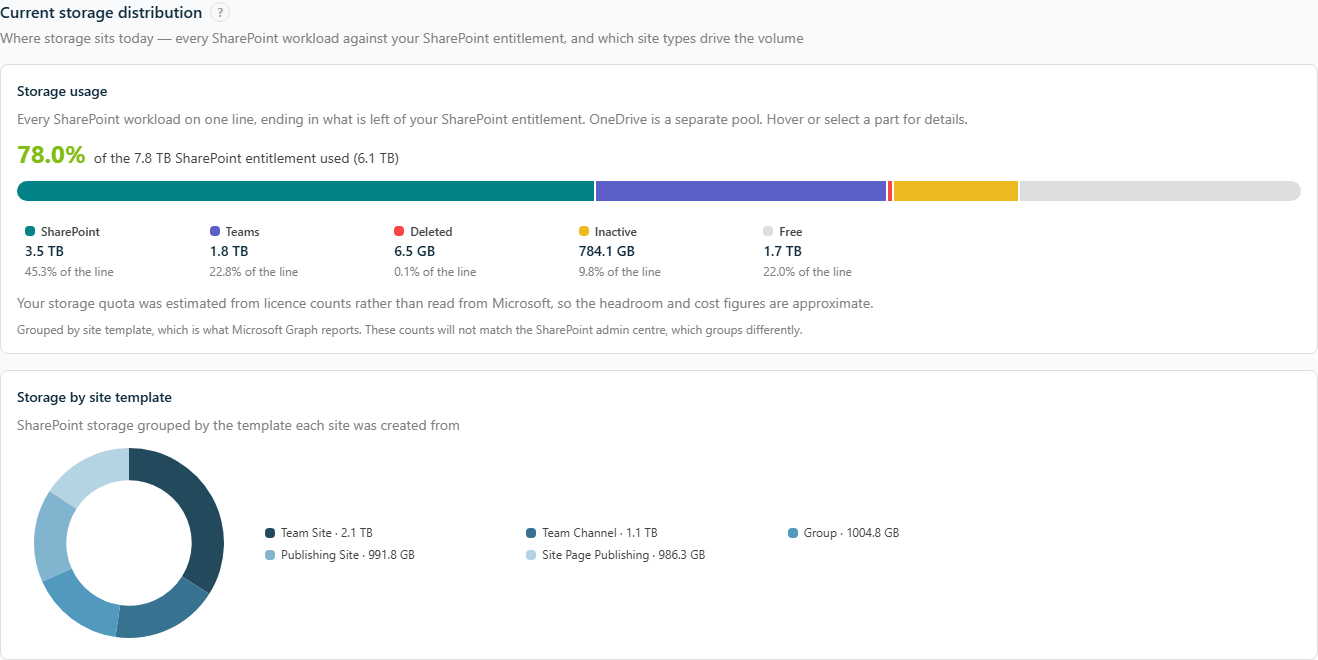 Current storage distribution ?
Where storage sits today — every SharePoint workload against your SharePoint entitlement, and which site types drive the volume
Storage usage
Every SharePoint workload on one line, ending in what is left of your SharePoint entitlement. OneDrive is a separate pool. Hover or select a part for details.
78.0% of the 7.8 TB SharePoint entitlement used (6.1 TB)
SharePoint Teams Deleted Inactive Free
3.5 TB 1.8 TB 6.5 GB 784.1 GB 1.7 TB
45.3% of the line 22.8% of the line 0.1% of the line 9.8% of the line 22.0% of the line
Your storage quota was estimated from licence counts rather than read from Microsoft, so the headroom and cost figures are approximate.
Grouped by site template, which is what Microsoft Graph reports. These counts will not match the SharePoint admin centre, which groups differently.
Storage by site template
SharePoint storage grouped by the template each site was created from
Team Site · 2.1 TB Team Channel · 1.1 TB Group · 1004.8 GB
Publishing Site · 991.8 GB Site Page Publishing · 986.3 GB